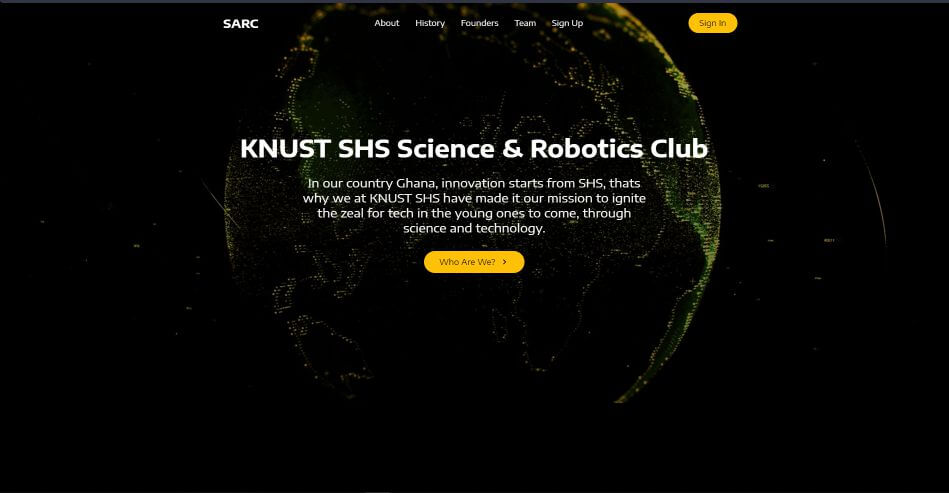 SARC
About History Founders Team Sign Up
Sign In
KNUST SHS Science & Robotics Club
In our country Ghana, innovation starts from SHS, thats
why we at KNUST SHS have made it our mission to ignite
the zeal for tech in the young ones to come, through
science and technology.
Who Are We?